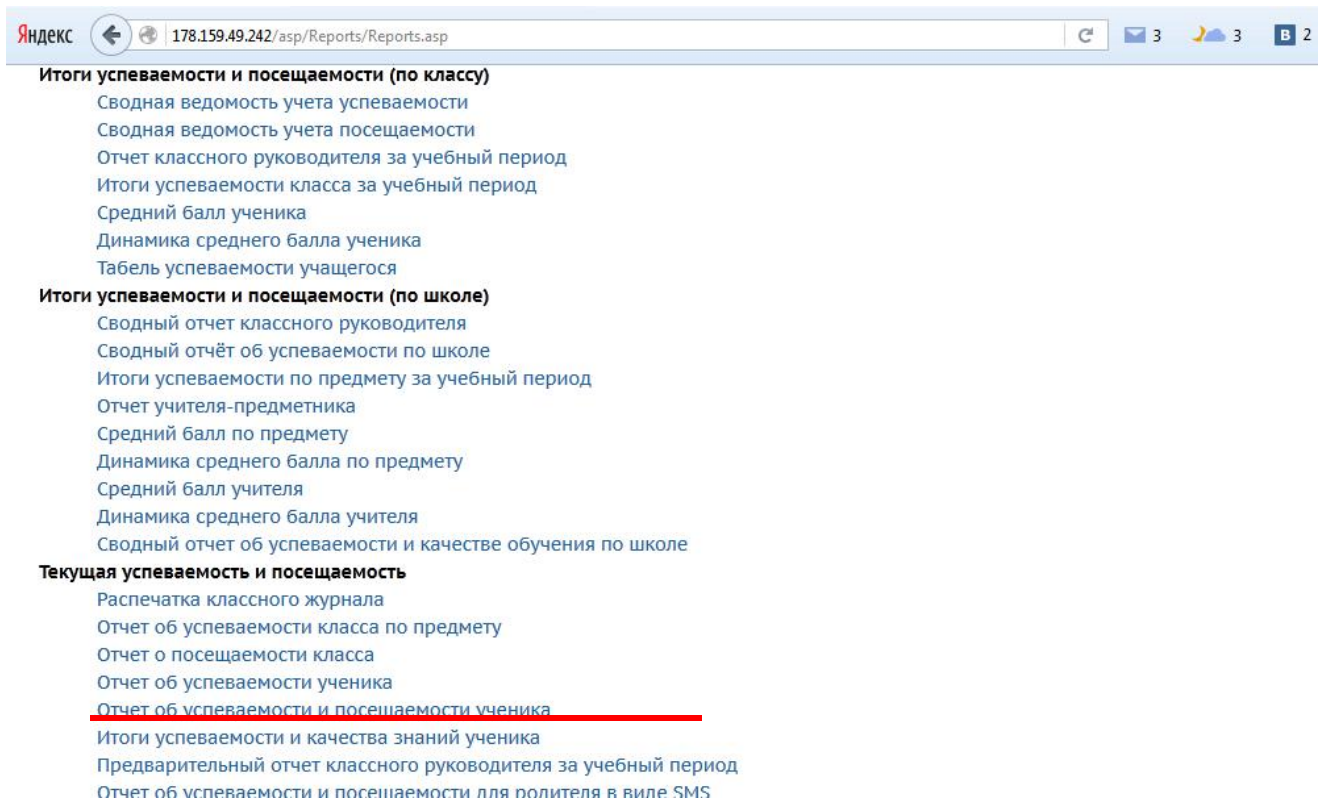 Яндекс 178.159.49.242/asp/Reports/Reports.asp 3 3 B 2
Итоги успеваемости и посещаемости (по классу)
Сводная ведомость учета успеваемости
Сводная ведомость учета посещаемости
Отчет классного руководителя за учебный период
Итоги успеваемости класса за учебный период
Средний балл ученика
Динамика среднего балла ученика
Табель успеваемости учащегося
Итоги успеваемости и посещаемости (по школе)
Сводный отчет классного руководителя
Сводный отчёт об успеваемости по школе
Итоги успеваемости по предмету за учебный период
Отчет учителя-предметника
Средний балл по предмету
Динамика среднего балла по предмету
Средний балл учителя
Динамика среднего балла учителя
Сводный отчет об успеваемости и качестве обучения по школе
Текущая успеваемость и посещаемость
Распечатка классного журнала
Отчет об успеваемости класса по предмету
Отчет о посещаемости класса
Отчет об успеваемости ученика
Отчет об успеваемости и посещаемости ученика
Итоги успеваемости и качества знаний ученика
Предварительный отчет классного руководителя за учебный период
Отчет об успеваемости и посещаемости для родителя в виде SMS